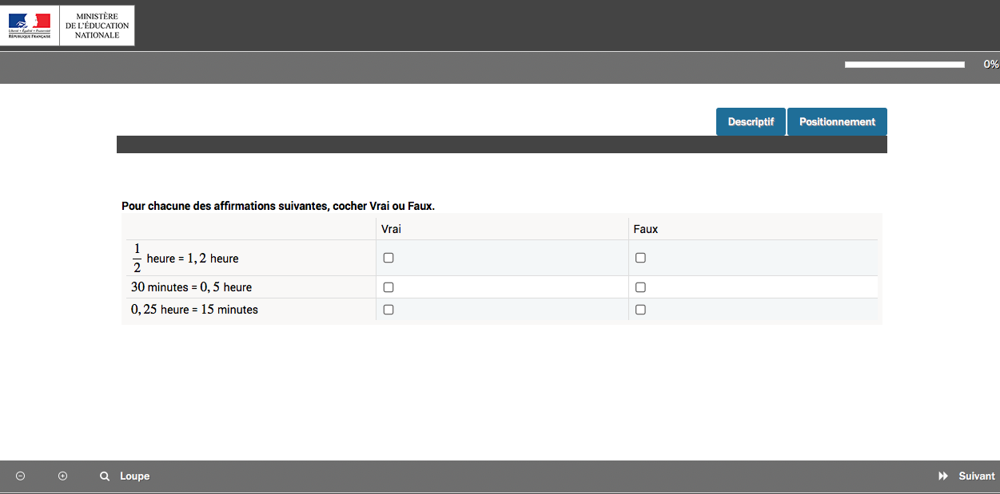 MINISTÈRE
DE L'ÉDUCATION
NATIONALE
Liberté • Égalité • Fraternité
RÉPUBLIQUE FRANÇAISE
0%
Descriptif Positionnement
Pour chacune des affirmations suivantes, cocher Vrai ou Faux.
Vrai Faux
1/2 heure = 1, 2 heure
30 minutes = 0, 5 heure
0, 25 heure = 15 minutes
Loupe Suivant